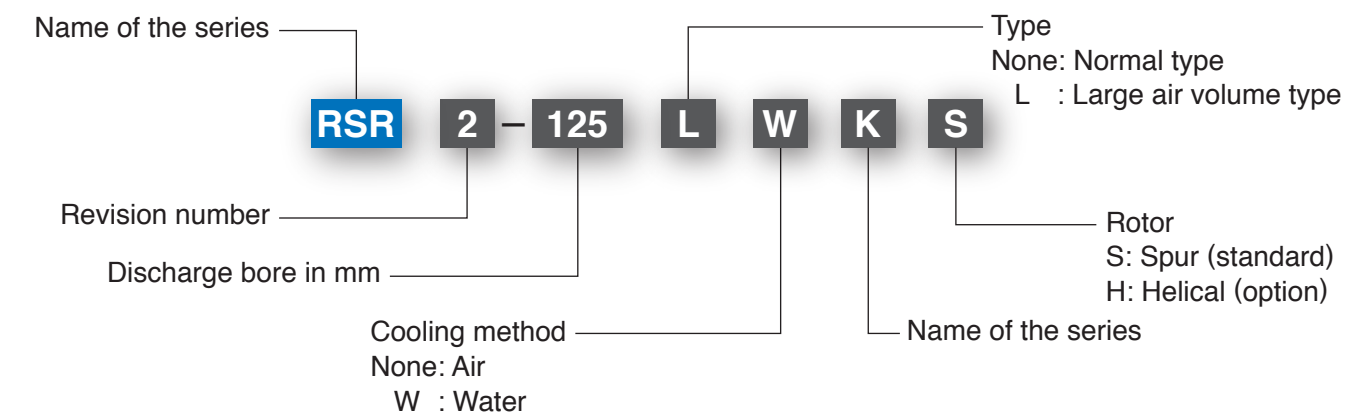 Name of the series
Type
None: Normal type
L : Large air volume type
RSR 2 – 125 L W K S
Revision number
Discharge bore in mm
Rotor
S: Spur (standard)
H: Helical (option)
Cooling method
None: Air
W : Water
Name of the series